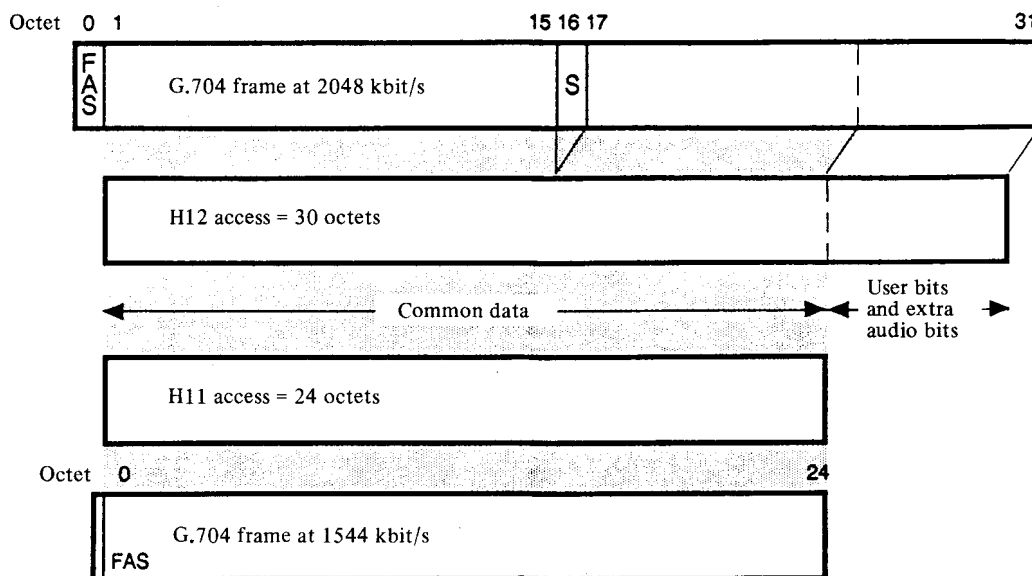 Octet 0 1 15 16 17 31
FAS
G.704 frame at 2048 kbit/s
S
H12 access = 30 octets
Common data
User bits
and extra
audio bits
H11 access = 24 octets
Octet 0 24
G.704 frame at 1544 kbit/s
FAS